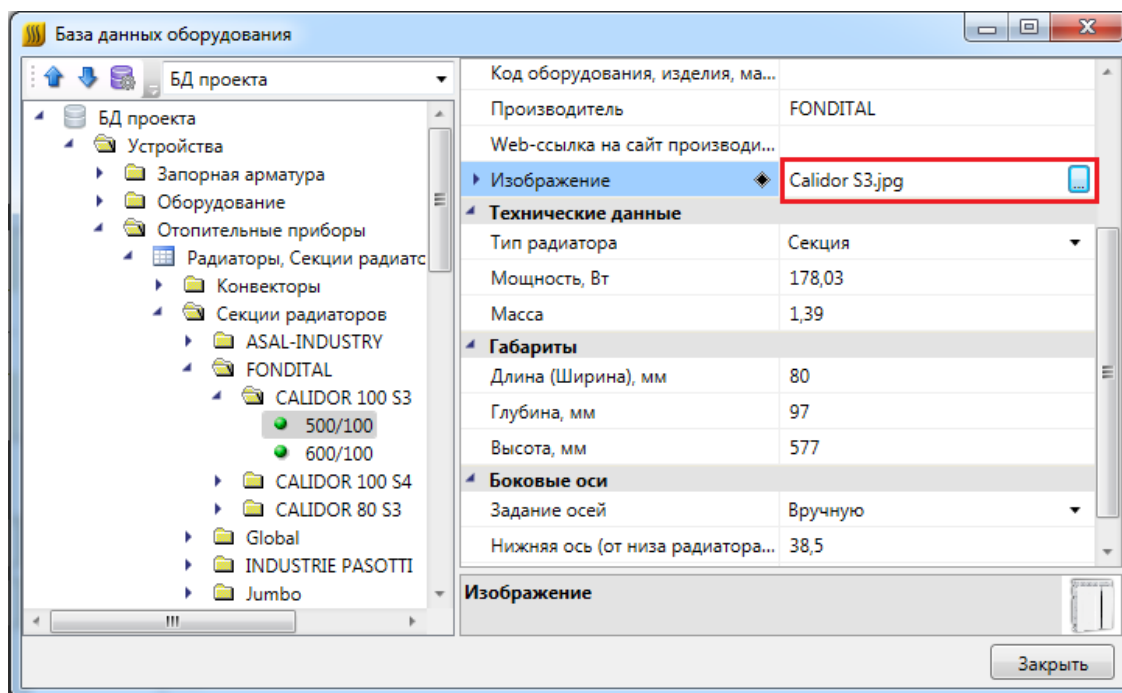 База данных оборудования
БД проекта
БД проекта
Устройства
Запорная арматура
Оборудование
Отопительные приборы
Радиаторы, Секции радиатс
Конвекторы
Секции радиаторов
ASAL-INDUSTRY
FONDITAL
CALIDOR 100 S3
500/100
600/100
CALIDOR 100 S4
CALIDOR 80 S3
Global
INDUSTRIE PASOTTI
Jumbo
Код оборудования, изделия, ма...
Производитель FONDITAL
Web-ссылка на сайт производи...
Изображение Calidor S3.jpg ...
Технические данные
Тип радиатора Секция
Мощность, Вт 178,03
Масса 1,39
Габариты
Длина (Ширина), мм 80
Глубина, мм 97
Высота, мм 577
Боковые оси
Задание осей Вручную
Нижняя ось (от низа радиатора... 38,5
Изображение
Закрыть